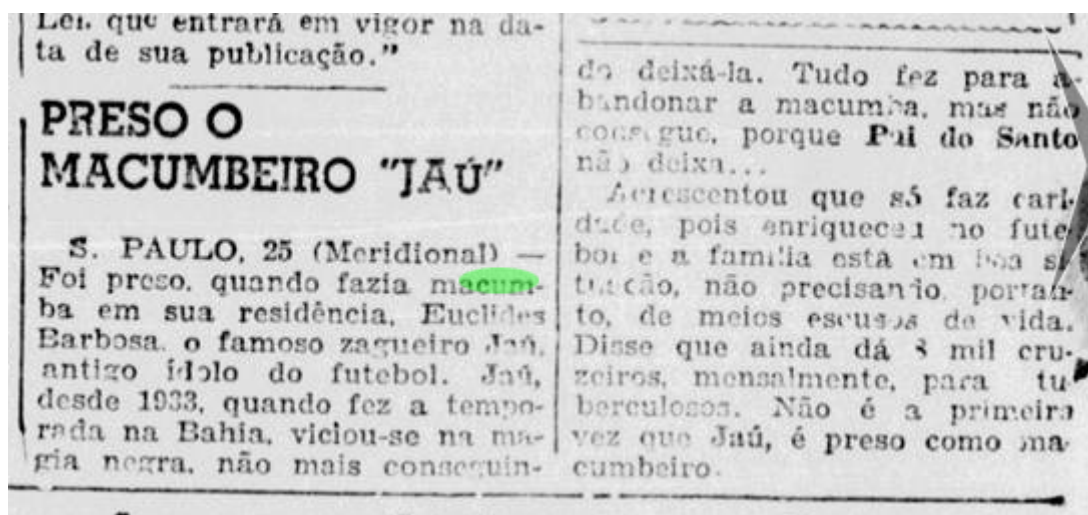 Lei, que entrará em vigor na da-
ta de sua publicação."
PRESO O
MACUMBEIRO "JAÚ"
S. PAULO, 25 (Meridional) —
Foi preso, quando fazia macum-
ba em sua residência, Euclides
Barbosa, o famoso zagueiro Jaú,
antigo ídolo do futebol. Jaú,
desde 1933, quando fez a tempo-
rada na Bahia, viciou-se na ma-
gia negra, não mais conseguin-
do deixá-la. Tudo fez para a-
bandonar a macumba, mas não
consegue, porque Pai do Santo
não deixa...
Acrescentou que só faz cari-
dade, pois enriqueceu no fute-
bol e a família está em boa si-
tuação, não precisando, portan-
to, de meios escusos de vida.
Disse que ainda dá mil cru-
zeiros, mensalmente, para tu-
berculosos. Não é a primeira
vez que Jaú, é preso como ma-
cumbeiro.